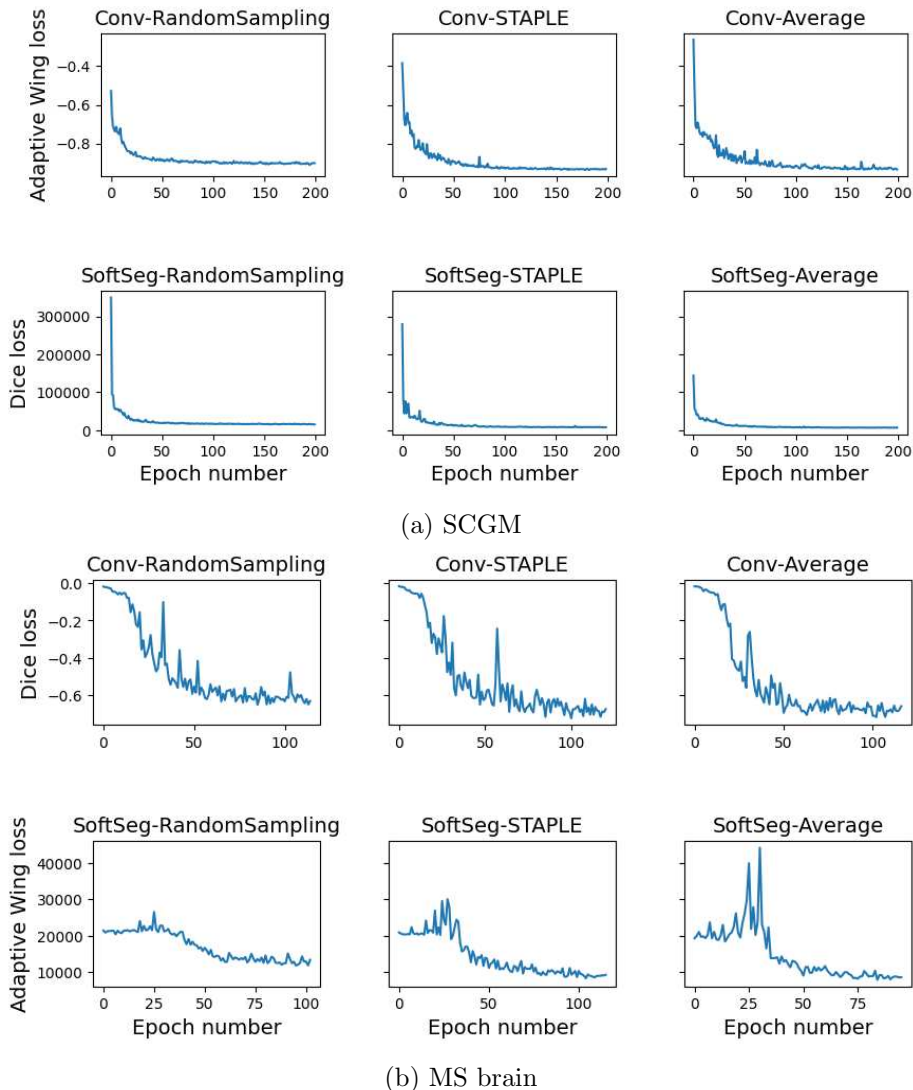 Conv-RandomSampling Conv-STAPLE Conv-Average
Adaptive Wing loss
−0.4
−0.6
−0.8
0 50 100 150 200 0 50 100 150 200 0 50 100 150 200
SoftSeg-RandomSampling SoftSeg-STAPLE SoftSeg-Average
Dice loss
300000
200000
100000
0
0 50 100 150 200 0 50 100 150 200 0 50 100 150 200
Epoch number Epoch number Epoch number
(a) SCGM
Conv-RandomSampling Conv-STAPLE Conv-Average
Dice loss
0.0
−0.2
−0.4
−0.6
0 50 100 0 50 100 0 50 100
SoftSeg-RandomSampling SoftSeg-STAPLE SoftSeg-Average
Adaptive Wing loss
40000
30000
20000
10000
0 25 50 75 100 0 50 100 0 25 50 75
Epoch number Epoch number Epoch number
(b) MS brain